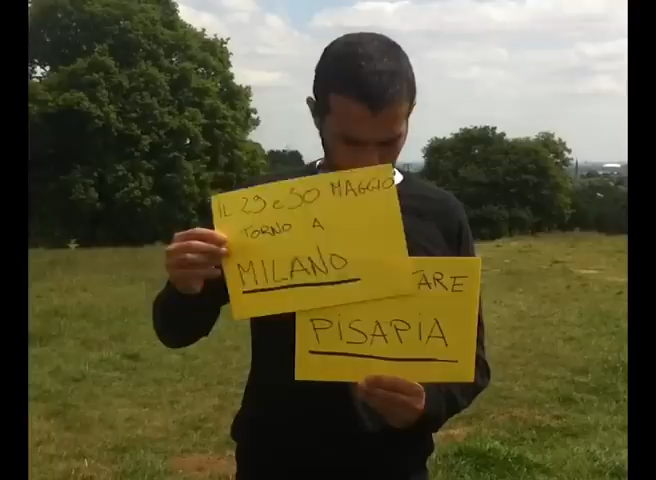 IL 29 e 30 MAGGIO
TORNO A
MILANO
ARE
PISAPIA